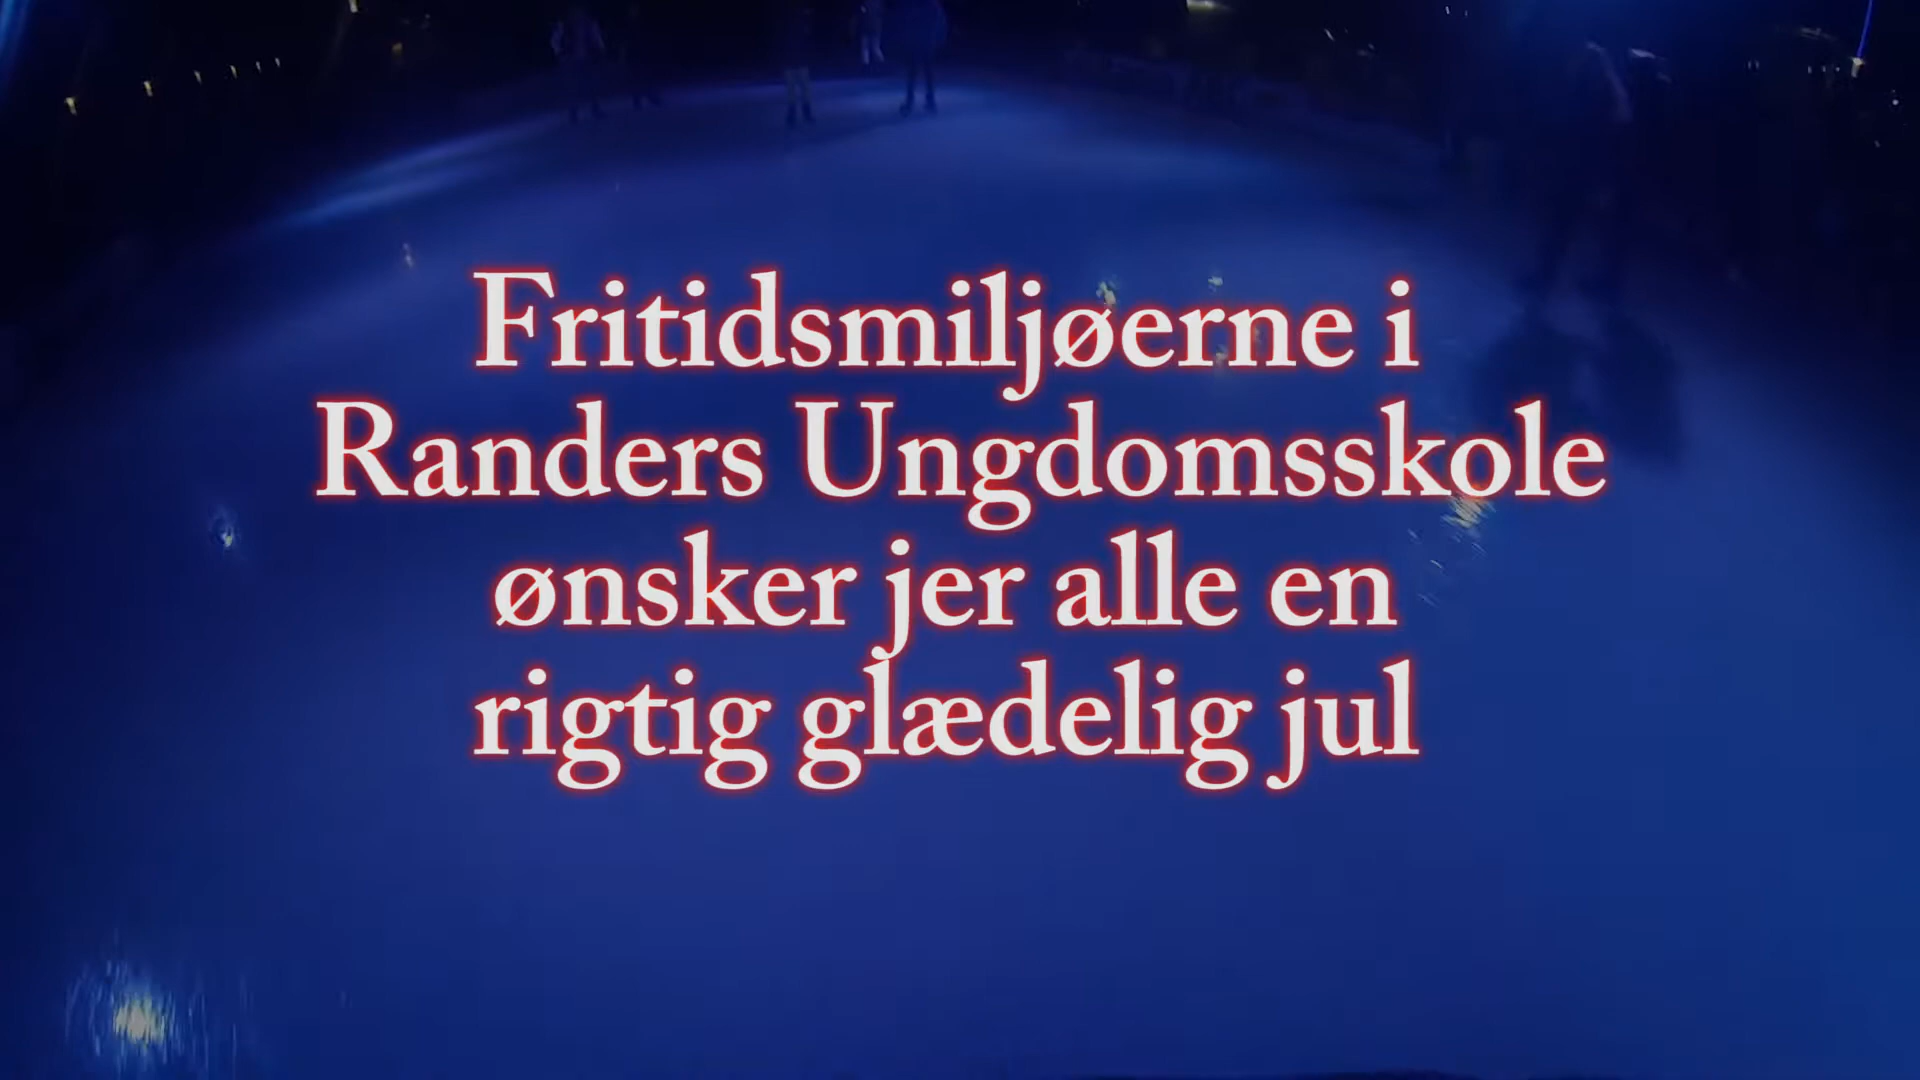 Fritidsmiljøerne i
Randers Ungdomsskole
ønsker jer alle en
rigtig glædelig jul